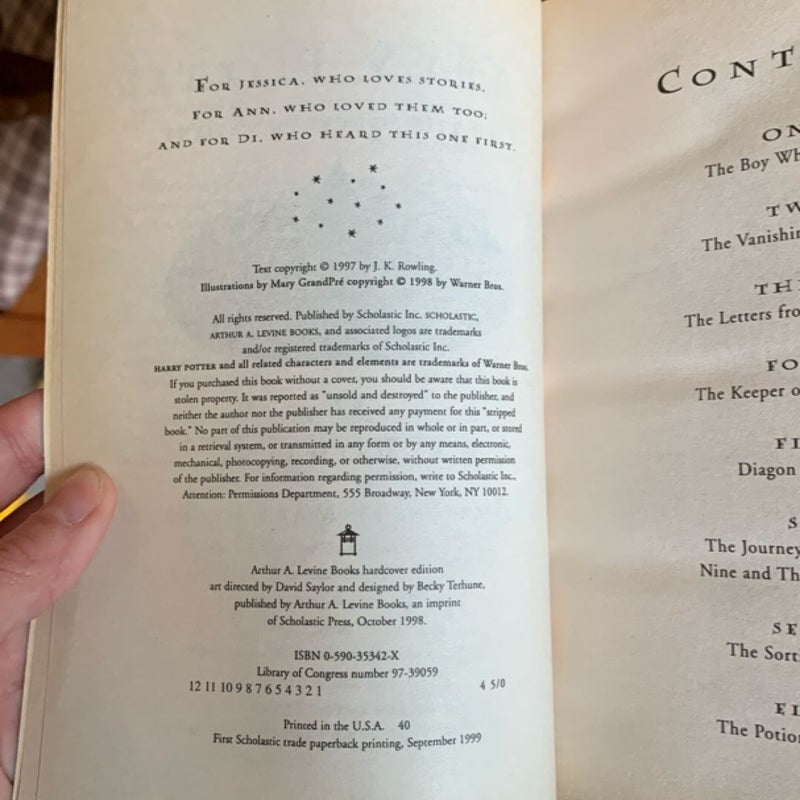 FOR JESSICA, WHO LOVES STORIES,
FOR ANN, WHO LOVED THEM TOO;
AND FOR DI, WHO HEARD THIS ONE FIRST.
Text copyright © 1997 by J. K. Rowling.
Illustrations by Mary GrandPré copyright © 1998 by Warner Bros.
All rights reserved. Published by Scholastic Inc. SCHOLASTIC,
ARTHUR A. LEVINE BOOKS, and associated logos are trademarks
and/or registered trademarks of Scholastic Inc.
HARRY POTTER and all related characters and elements are trademarks of Warner Bros.
If you purchased this book without a cover, you should be aware that this book is
stolen property. It was reported as "unsold and destroyed" to the publisher, and
neither the author nor the publisher has received any payment for this "stripped
book." No part of this publication may be reproduced in whole or in part, or stored
in a retrieval system, or transmitted in any form or by any means, electronic,
mechanical, photocopying, recording, or otherwise, without written permission
of the publisher. For information regarding permission, write to Scholastic Inc.,
Attention: Permissions Department, 555 Broadway, New York, NY 10012.
Arthur A. Levine Books hardcover edition
art directed by David Saylor and designed by Becky Terhune,
published by Arthur A. Levine Books, an imprint
of Scholastic Press, October 1998.
ISBN 0-590-35342-X
Library of Congress number 97-39059
12 11 10 9 8 7 6 5 4 3 2 1 4 5/0
Printed in the U.S.A. 40
First Scholastic trade paperback printing, September 1999
CONT
ON
The Boy Wh
TW
The Vanishin
THI
The Letters fro
FO
The Keeper o
FI
Diagon
S
The Journey
Nine and Th
SE
The Sort
EI
The Potion